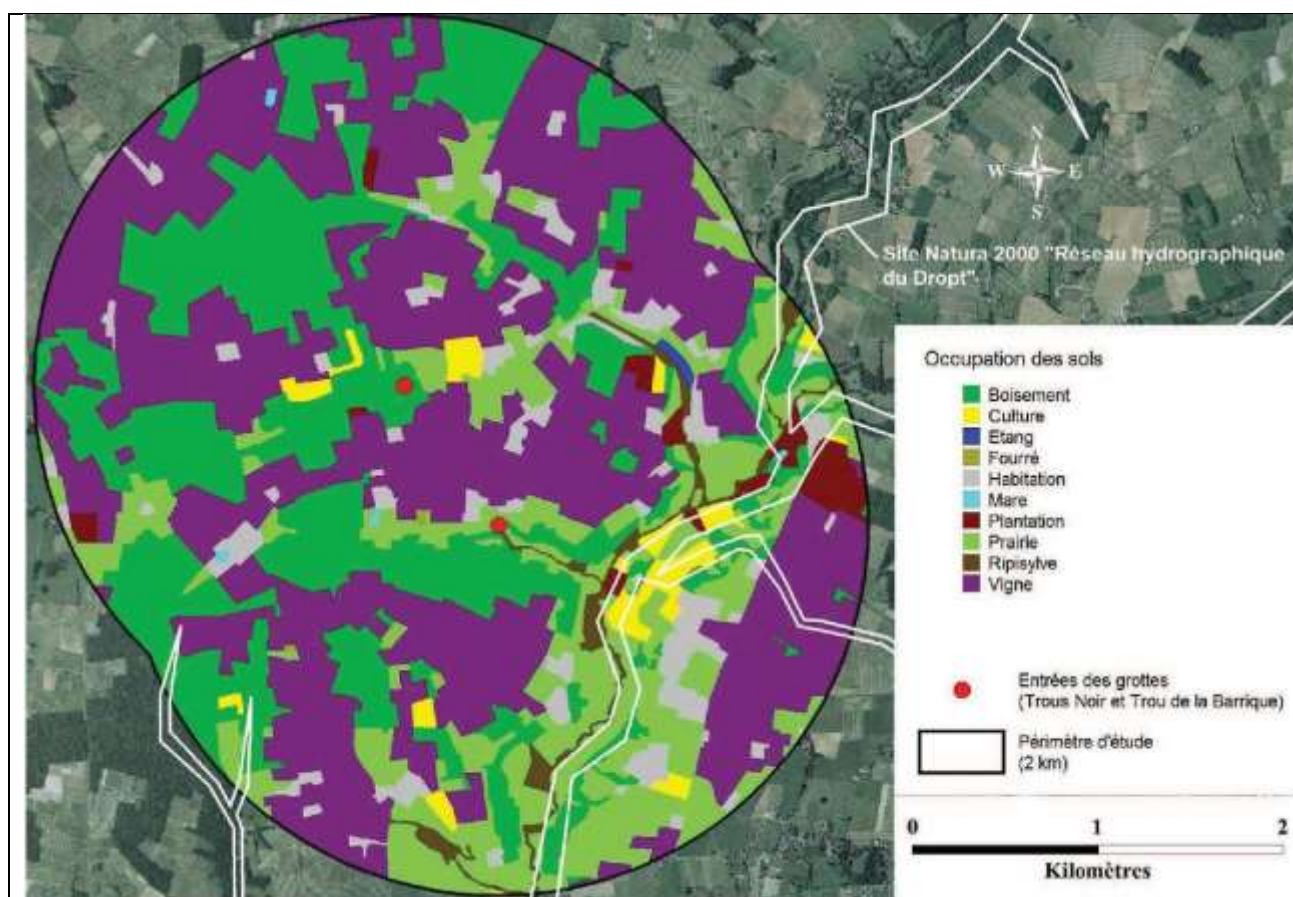 N
W E
S
Site Natura 2000 "Réseau hydrographique
du Dropt"
Occupation des sols
Boisement
Culture
Etang
Fourré
Habitation
Mare
Plantation
Prairie
Ripisylve
Vigne
Entrées des grottes
(Trous Noir et Trou de la Barrique)
Périmètre d'étude
(2 km)
0 1 2
Kilomètres